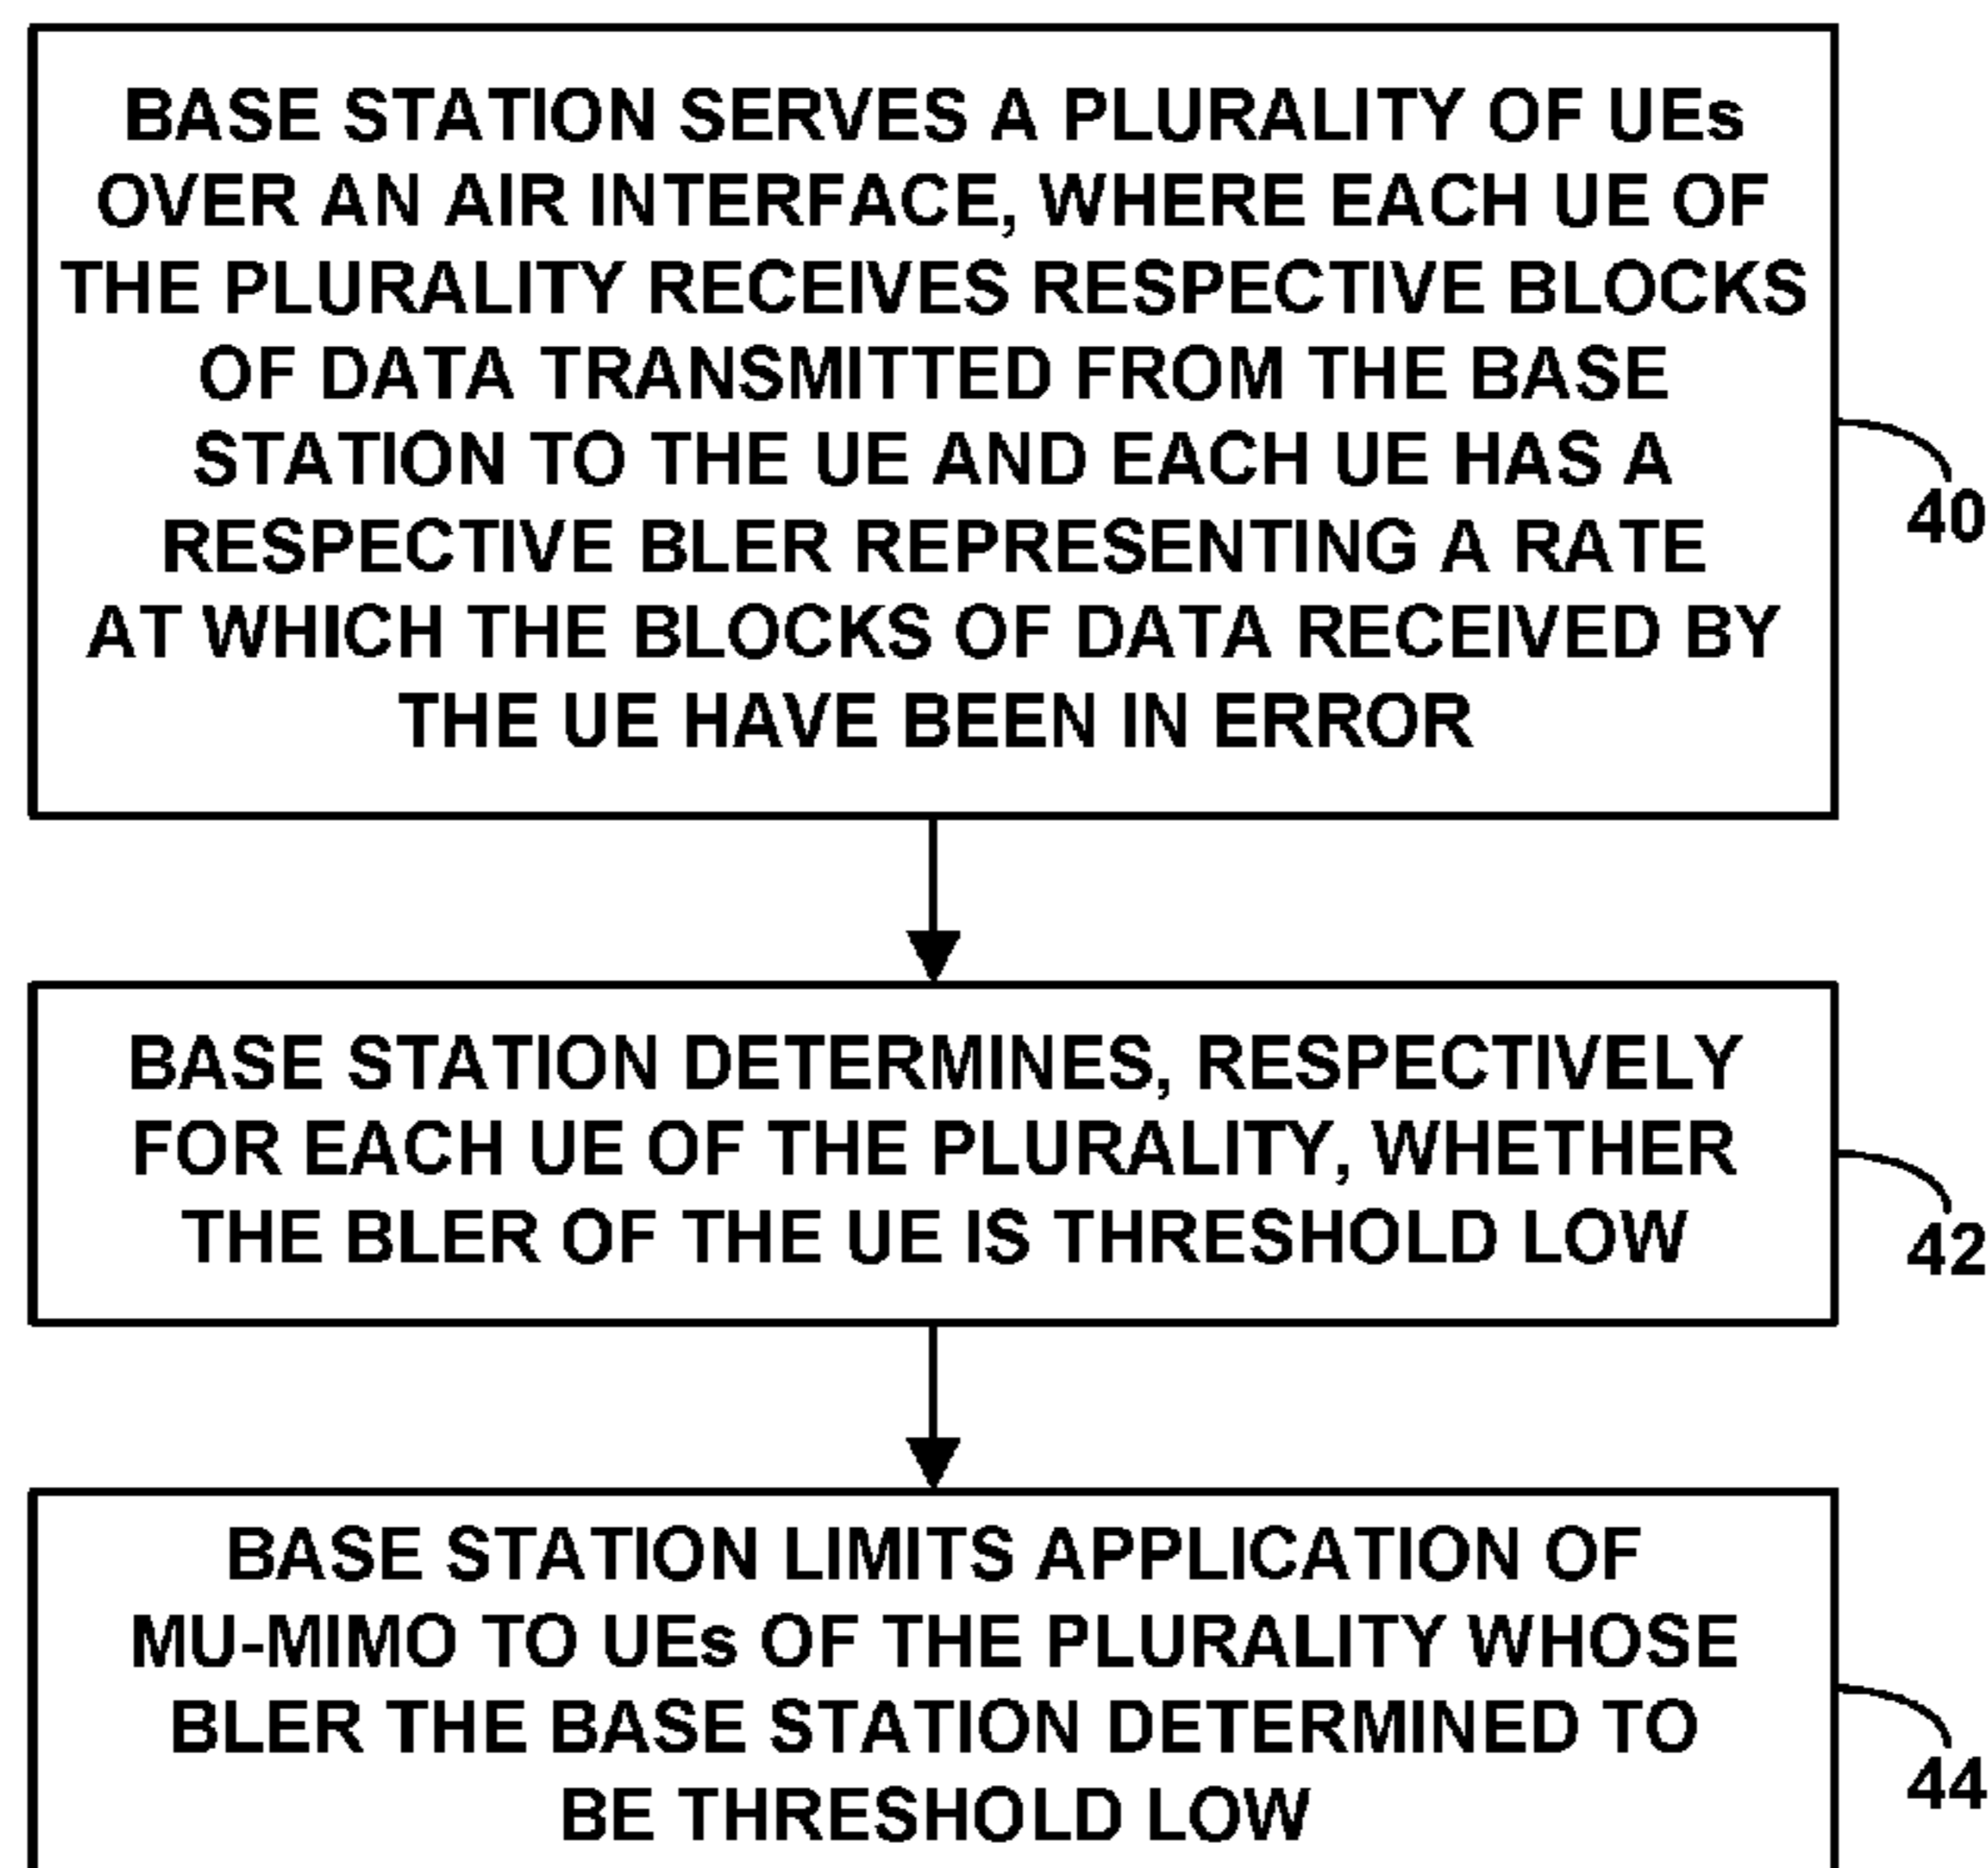 BASE STATION SERVES A PLURALITY OF UEs
OVER AN AIR INTERFACE, WHERE EACH UE OF
THE PLURALITY RECEIVES RESPECTIVE BLOCKS
OF DATA TRANSMITTED FROM THE BASE
STATION TO THE UE AND EACH UE HAS A
RESPECTIVE BLER REPRESENTING A RATE
AT WHICH THE BLOCKS OF DATA RECEIVED BY
THE UE HAVE BEEN IN ERROR
40
BASE STATION DETERMINES, RESPECTIVELY
FOR EACH UE OF THE PLURALITY, WHETHER
THE BLER OF THE UE IS THRESHOLD LOW
42
BASE STATION LIMITS APPLICATION OF
MU-MIMO TO UEs OF THE PLURALITY WHOSE
BLER THE BASE STATION DETERMINED TO
BE THRESHOLD LOW
44